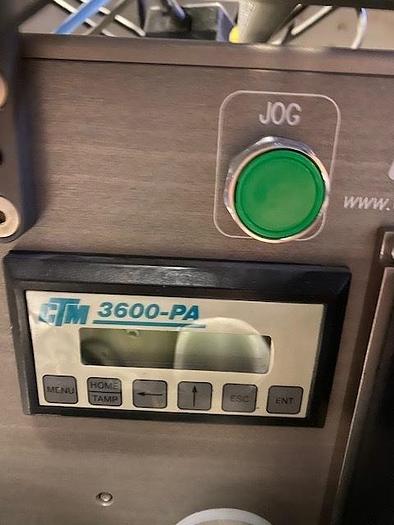 JOG
www.
CTM 3600-PA
MENU
HOME
TAMP
ESC
ENT